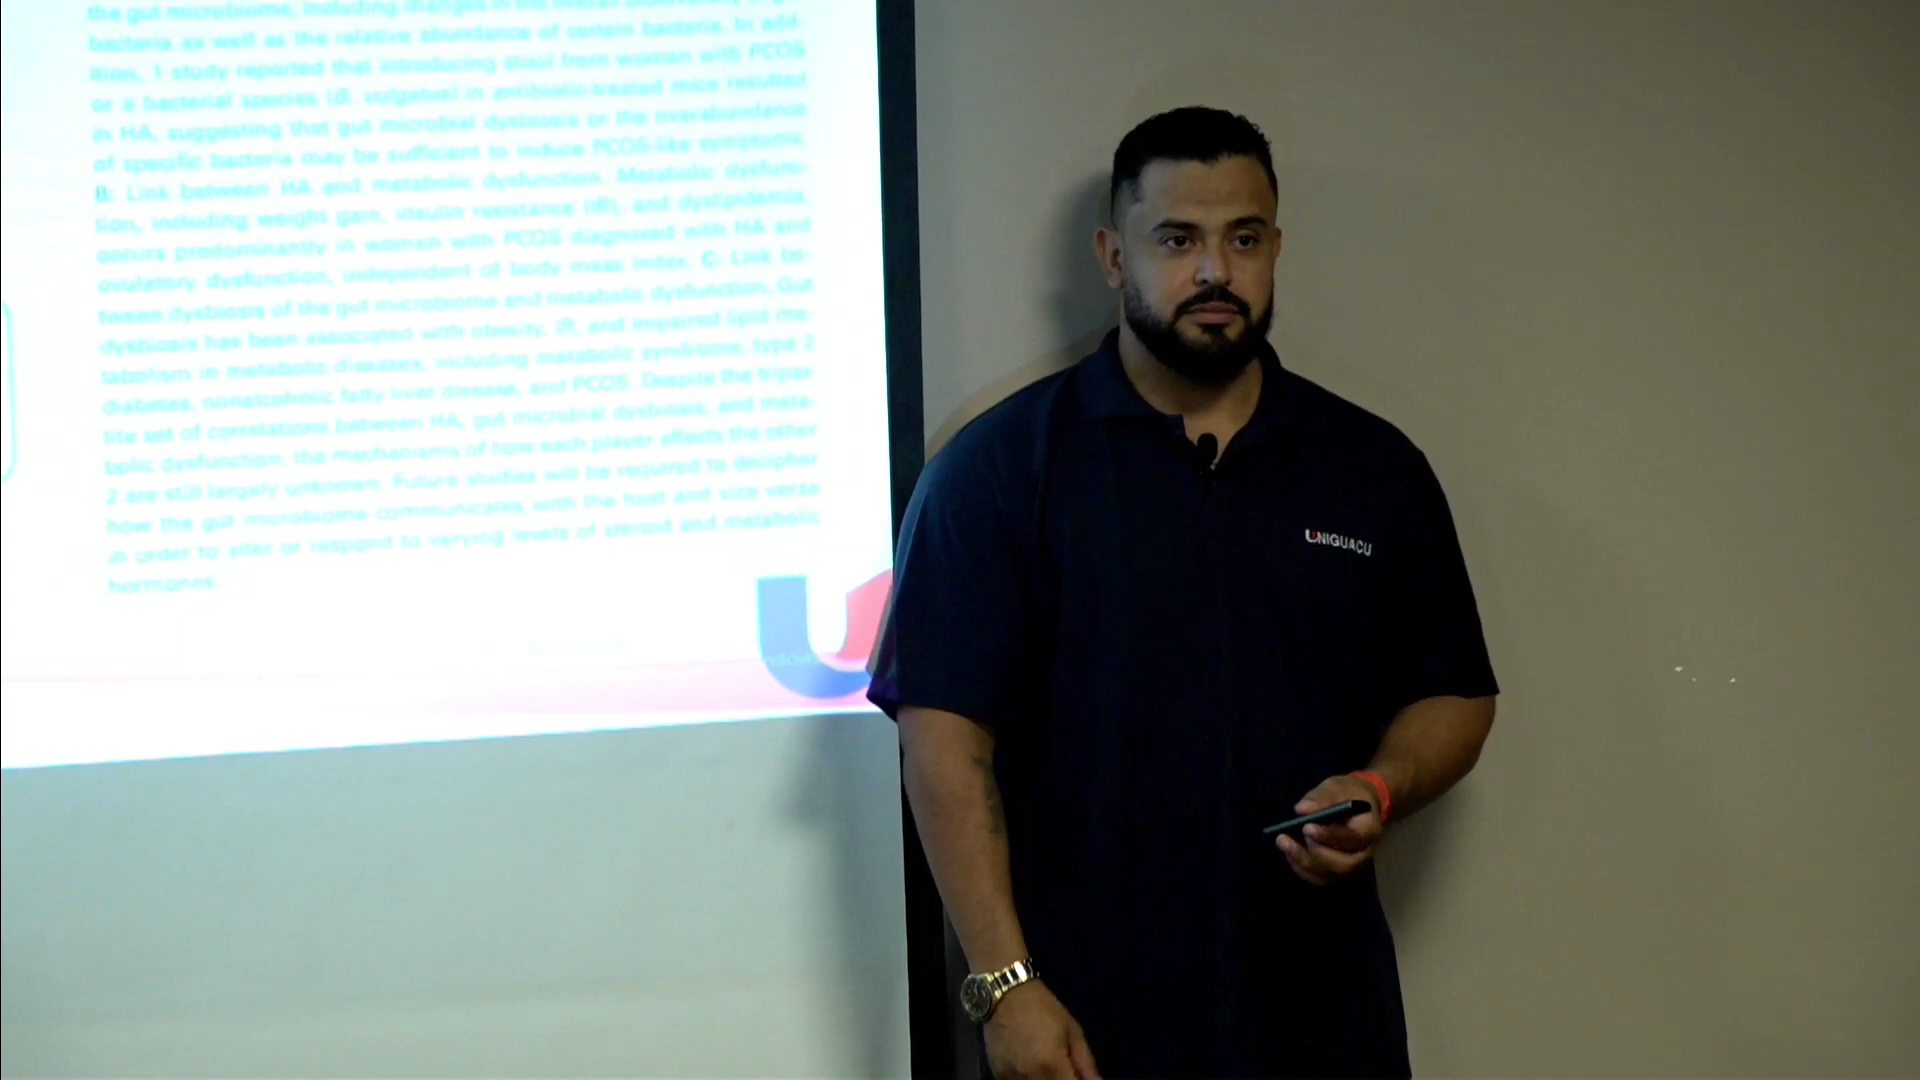 the gut microbiome, including changes in the overall
bacteria as well as the relative abundance of certain bacteria. In add-
ition, 1 study reported that introducing stool from women with PCOS
or a bacterial species (B. vulgatus) in antibiotic-treated mice resulted
in HA, suggesting that gut microbial dysbiosis or the overabundance
of specific bacteria may be sufficient to induce PCOS-like symptoms.
B: Link between HA and metabolic dysfunction. Metabolic dysfunc-
tion, including weight gain, insulin resistance (IR), and dyslipidemia,
occurs predominantly in women with PCOS diagnosed with HA and
ovulatory dysfunction, independent of body mass index. C: Link be-
tween dysbiosis of the gut microbiome and metabolic dysfunction. Gut
dysbiosis has been associated with obesity, IR, and impaired lipid me-
tabolism in metabolic diseases, including metabolic syndrome, type 2
diabetes, nonalcoholic fatty liver disease, and PCOS. Despite the tripar-
tite set of correlations between HA, gut microbial dysbiosis, and meta-
bolic dysfunction, the mechanisms of how each player affects the other
2 are still largely unknown. Future studies will be required to decipher
how the gut microbiome communicates with the host and vice versa
in order to alter or respond to varying levels of steroid and metabolic
hormones.
UNIGUAÇU